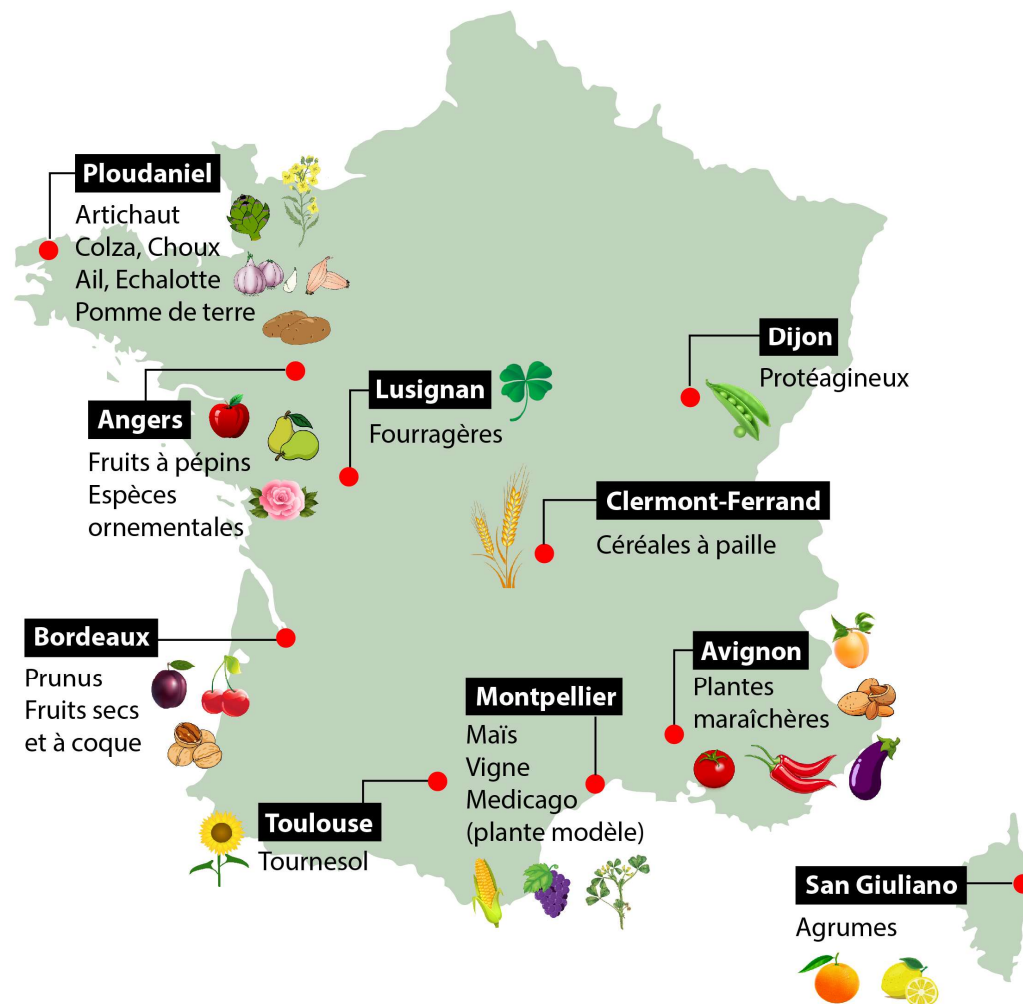 Ploudaniel
Artichaut
Colza, Choux
Ail, Echalotte
Pomme de terre
Dijon
Protéagineux
Lusignan
Fourragères
Angers
Fruits à pépins
Espèces
ornementales
Clermont-Ferrand
Céréales à paille
Bordeaux
Prunus
Fruits secs
et à coque
Avignon
Plantes
maraîchères
Montpellier
Maïs
Vigne
Medicago
(plante modèle)
Toulouse
Tournesol
San Giuliano
Agrumes